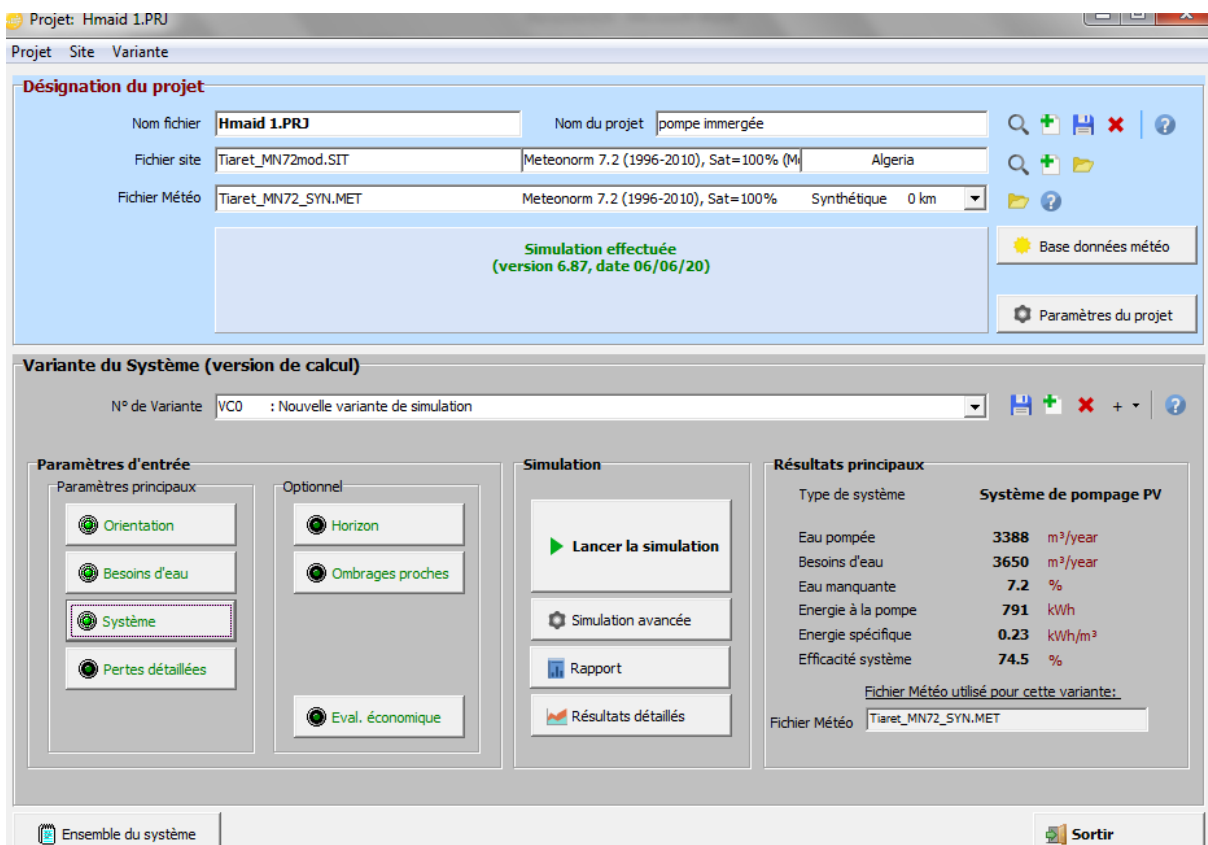 Projet: Hmaid 1.PRJ
Projet Site Variante
Désignation du projet
Nom fichier Hmaid 1.PRJ Nom du projet pompe immergée
Fichier site Tiaret_MN72mod.SIT Meteonorm 7.2 (1996-2010), Sat=100% (M Algeria
Fichier Météo Tiaret_MN72_SYN.MET Meteonorm 7.2 (1996-2010), Sat=100% Synthétique 0 km
Simulation effectuée
(version 6.87, date 06/06/20)
Base données météo
Paramètres du projet
Variante du Système (version de calcul)
N° de Variante VC0 : Nouvelle variante de simulation
Paramètres d'entrée
Paramètres principaux
Orientation
Besoins d'eau
Système
Pertes détaillées
Optionnel
Horizon
Ombrages proches
Eval. économique
Simulation
Lancer la simulation
Simulation avancée
Rapport
Résultats détaillés
Résultats principaux
Type de système Système de pompage PV
Eau pompée 3388 m³/year
Besoins d'eau 3650 m³/year
Eau manquante 7.2 %
Energie à la pompe 791 kWh
Energie spécifique 0.23 kWh/m³
Efficacité système 74.5 %
Fichier Météo utilisé pour cette variante:
Fichier Météo Tiaret_MN72_SYN.MET
Ensemble du système
Sortir